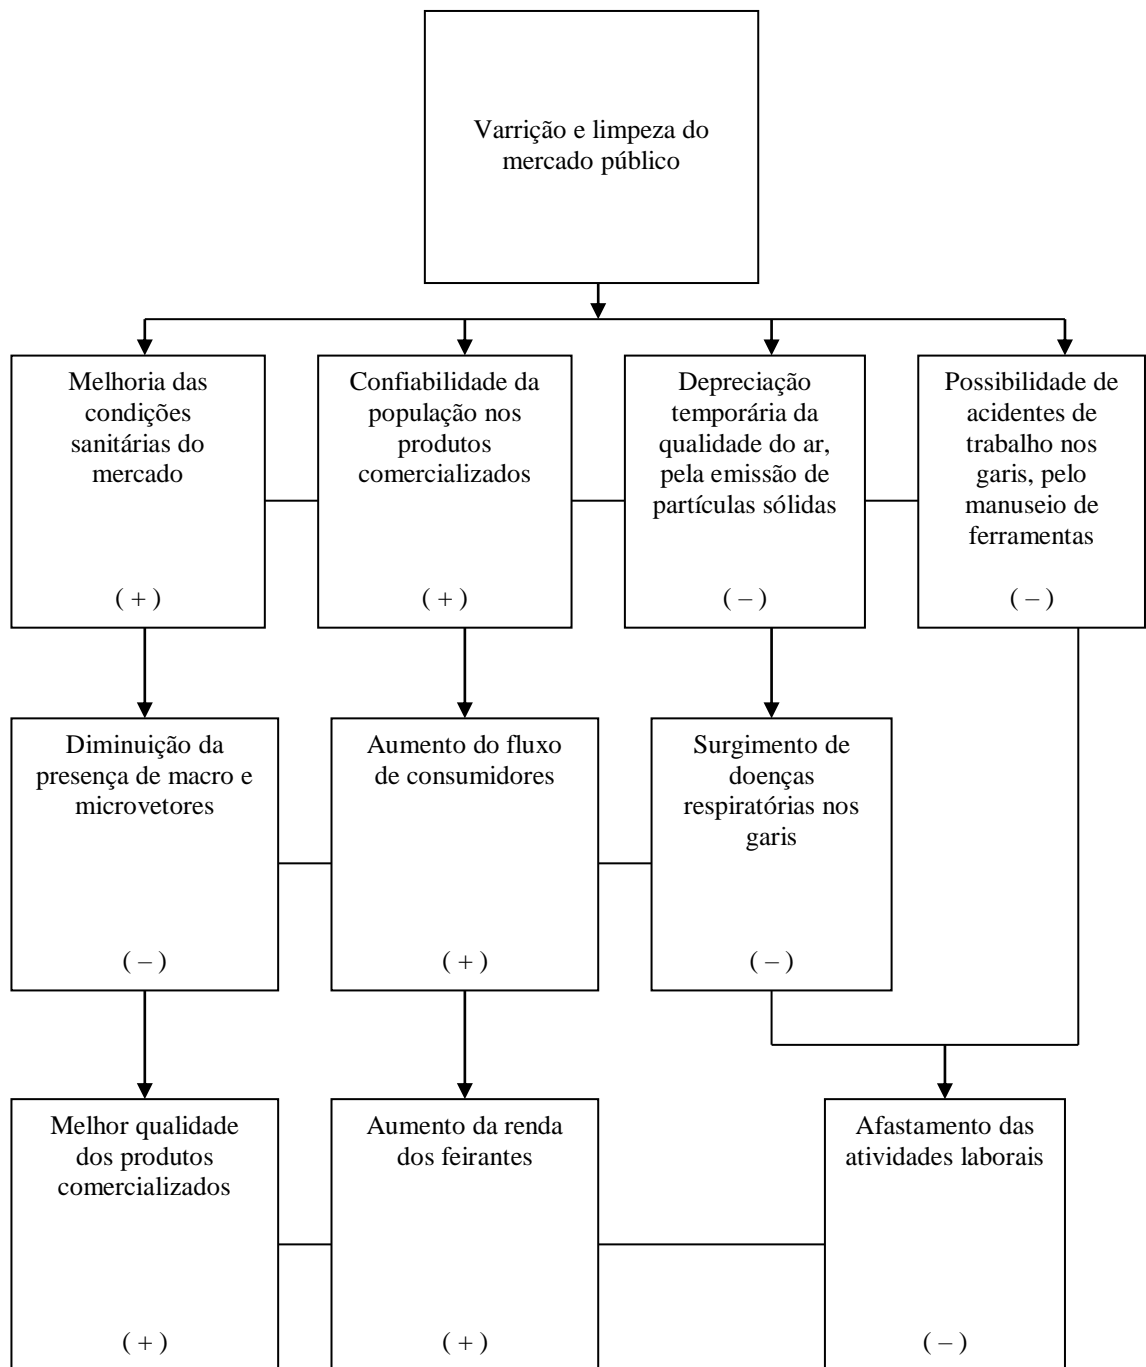 Varrição e limpeza do
mercado público
Melhoria das
condições
sanitárias do
mercado
( + )
Confiabilidade da
população nos
produtos
comercializados
( + )
Depreciação
temporária da
qualidade do ar,
pela emissão de
partículas sólidas
( – )
Possibilidade de
acidentes de
trabalho nos
garis, pelo
manuseio de
ferramentas
( – )
Diminuição da
presença de macro e
microvetores
( – )
Aumento do fluxo
de consumidores
( + )
Surgimento de
doenças
respiratórias nos
garis
( – )
Melhor qualidade
dos produtos
comercializados
( + )
Aumento da renda
dos feirantes
( + )
Afastamento das
atividades laborais
( – )